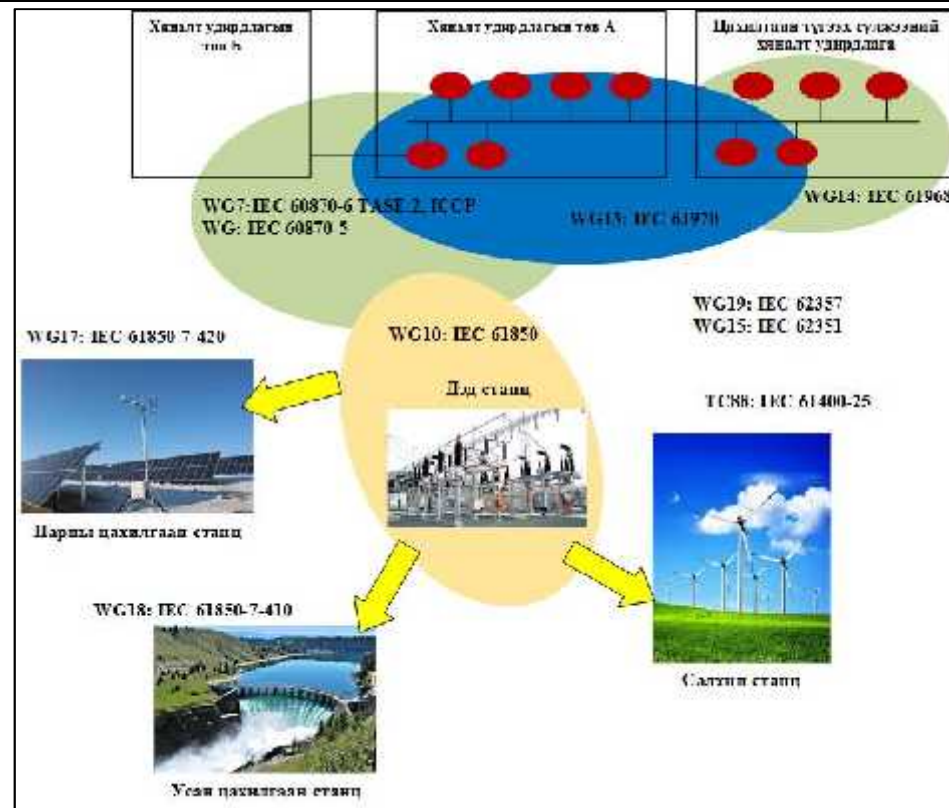 Хяналт удирдлагын
төв Б
Хяналт удирдлагын төв А
Цахилгаан түгээх сүлжээний
хяналт удирдлага
WG7:IEC 60870-6 TASE 2, ICCP
WG: IEC 60870-5
WG13: IEC 61970
WG14: IEC 61968
WG19: IEC 62357
WG15: IEC 62351
WG17: IEC 61850-7-420
WG10: IEC 61850
Дэд станц
TC88: IEC 61400-25
Нарны цахилгаан станц
WG18: IEC 61850-7-410
Салхин станц
Усан цахилгаан станц